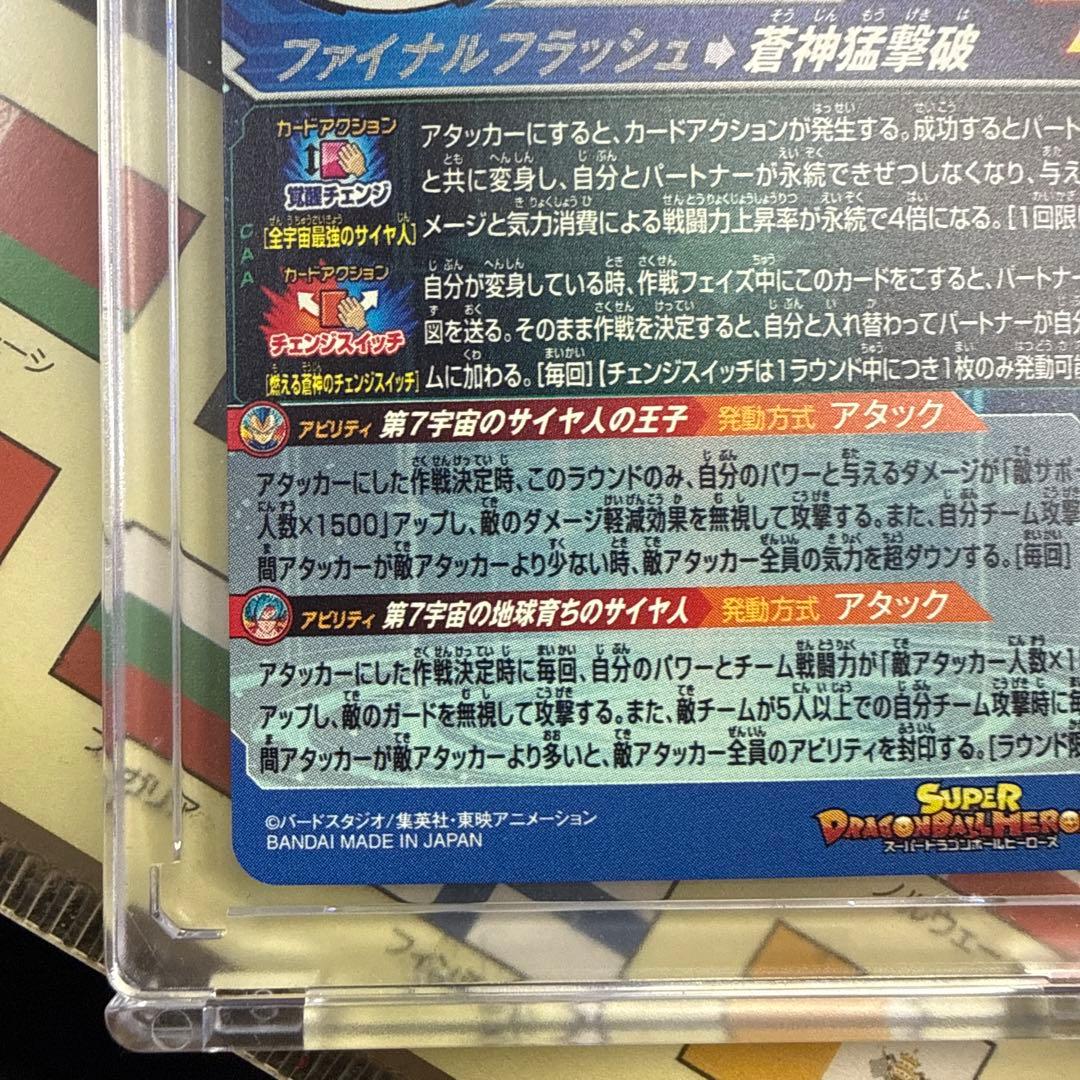 ファイナルフラッシュ➡蒼神猛撃破
カードアクション
覚醒チェンジ
[全宇宙最強のサイヤ人]
アタッカーにすると、カードアクションが発生する。成功するとパート
と共に変身し、自分とパートナーが永続できぜつしなくなり、与え
メージと気力消費による戦闘力上昇率が永続で4倍になる。[1回限
CAA
カードアクション
チェンジスイッチ
[燃える蒼神のチェンジスイッチ]
自分が変身している時、作戦フェイズ中にこのカードをこすると、パートナー
図を送る。そのまま作戦を決定すると、自分と入れ替わってパートナーが自分
ムに加わる。[毎回]【チェンジスイッチは1ラウンド中につき1枚のみ発動可能
アビリティ 第7宇宙のサイヤ人の王子 発動方式 アタック
アタッカーにした作戦決定時、このラウンドのみ、自分のパワーと与えるダメージが「敵サポー
人数×1500」アップし、敵のダメージ軽減効果を無視して攻撃する。また、自分チーム攻撃
間アタッカーが敵アタッカーより少ない時、敵アタッカー全員の気力を超ダウンする。[毎回]
アビリティ 第7宇宙の地球育ちのサイヤ人 発動方式 アタック
アタッカーにした作戦決定時に毎回、自分のパワーとチーム戦闘力が「敵アタッカー人数×1
アップし、敵のガードを無視して攻撃する。また、敵チームが5人以上での自分チーム攻撃時に毎
間アタッカーが敵アタッカーより多いと、敵アタッカー全員のアビリティを封印する。[ラウンド限
©バードスタジオ/集英社・東映アニメーション
BANDAI MADE IN JAPAN
SUPER
DRAGONBALL HERO
スーパードラゴンボールヒーローズ
ノルウェー